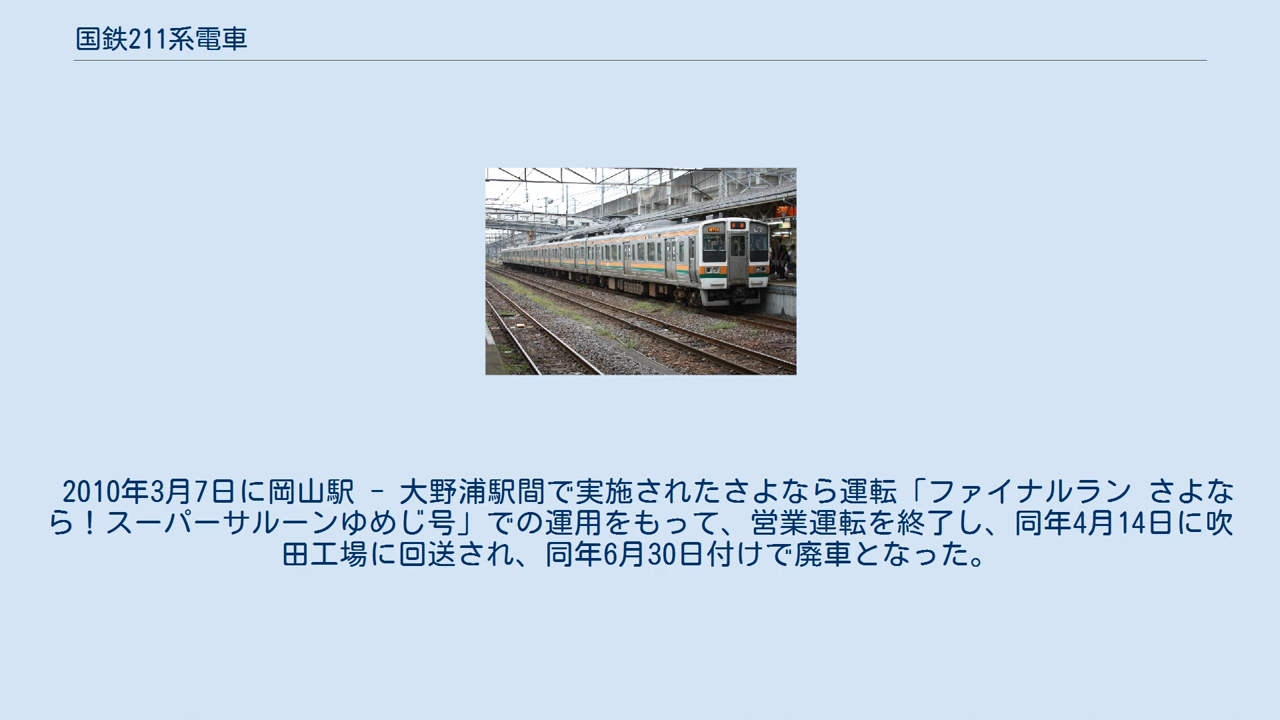 国鉄211系電車
2010年3月7日に岡山駅 - 大野浦駅間で実施されたさよなら運転「ファイナルラン さよな
ら！スーパーサルーンゆめじ号」での運用をもって、営業運転を終了し、同年4月14日に吹
田工場に回送され、同年6月30日付けで廃車となった。